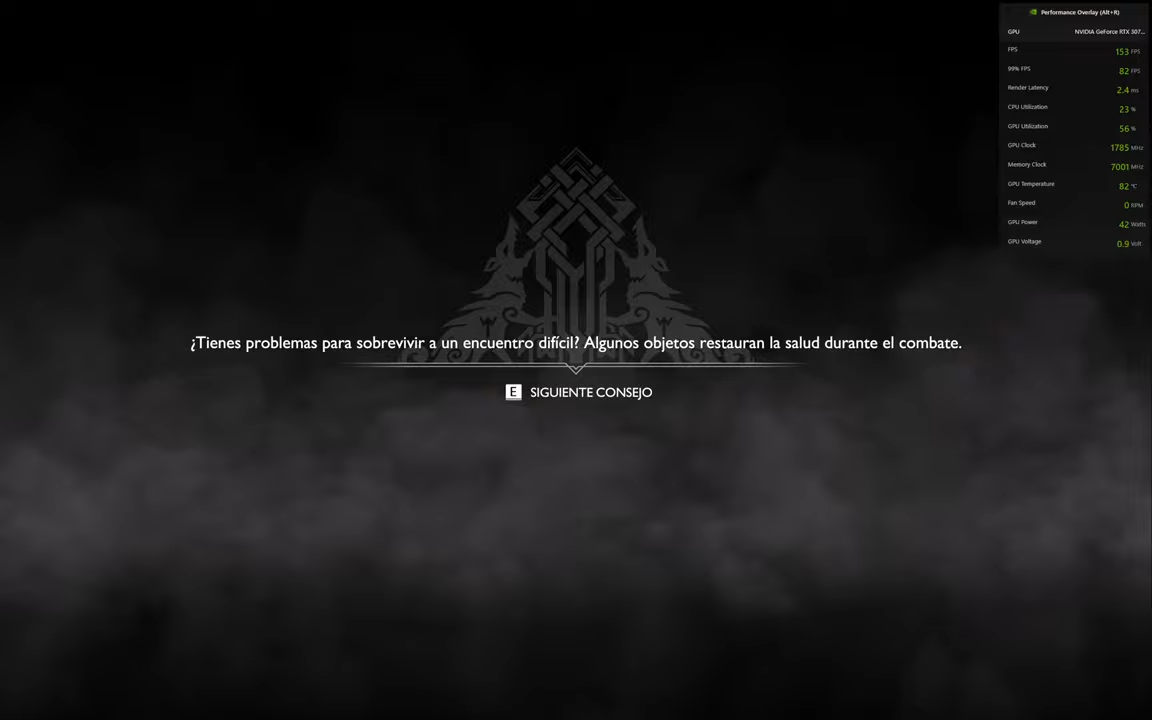 Performance Overlay (Alt+R)
GPU NVIDIA GeForce RTX 307...
FPS 153 FPS
99% FPS 82 FPS
Render Latency 2.4 ms
CPU Utilization 23 %
GPU Utilization 56 %
GPU Clock 1785 MHz
Memory Clock 7001 MHz
GPU Temperature 82 °C
Fan Speed 0 RPM
GPU Power 42 Watts
GPU Voltage 0.9 Volt
¿Tienes problemas para sobrevivir a un encuentro difícil? Algunos objetos restauran la salud durante el combate.
E SIGUIENTE CONSEJO